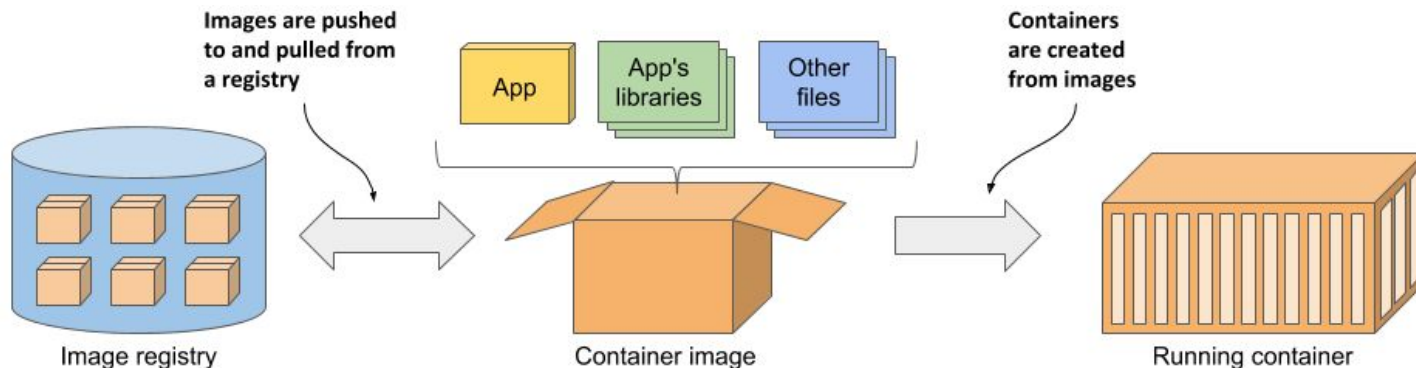 Images are pushed
to and pulled from
a registry
App
App's
libraries
Other
files
Containers
are created
from images
Image registry
Container image
Running container